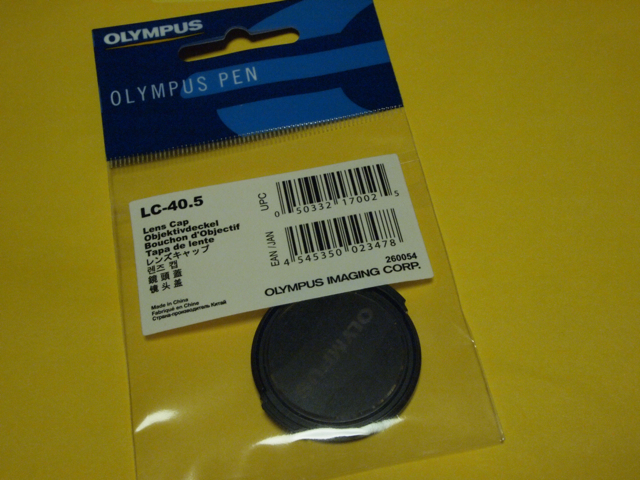 OLYMPUS
OLYMPUS PEN
LC-40.5
Lens Cap
Objektivdeckel
Bouchon d'Objectif
Tapa de lente
レンズキャップ
렌즈 캡
鏡頭蓋
镜头盖
Made in China
Fabriqué en Chine
Страна-производитель Китай
UPC
0 50332 17002 5
EAN/JAN
4 545350 023478
260054
OLYMPUS IMAGING CORP.
OLYMPUS